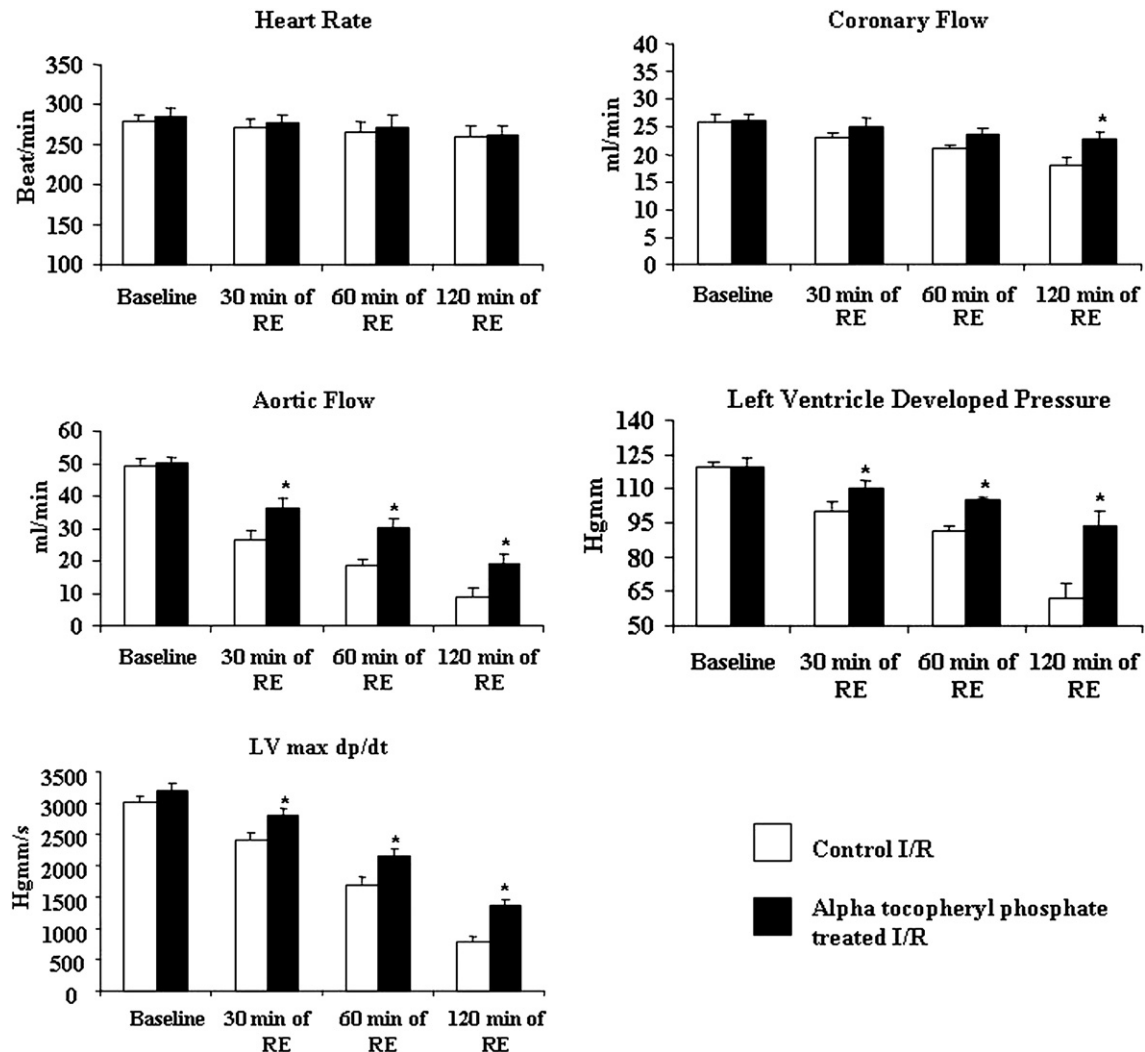 Heart Rate
Beat/min
350
300
250
200
150
100
Baseline
30 min of
RE
60 min of
RE
120 min of
RE
Coronary Flow
ml/min
40
35
30
25
20
15
10
5
0
*
Baseline
30 min of
RE
60 min of
RE
120 min of
RE
Aortic Flow
ml/min
60
50
40
30
20
10
0
*
*
*
Baseline
30 min of
RE
60 min of
RE
120 min of
RE
Left Ventricle Developed Pressure
Hgmm
140
125
110
95
80
65
50
*
*
*
Baseline
30 min of
RE
60 min of
RE
120 min of
RE
LV max dp/dt
Hgmm/s
3500
3000
2500
2000
1500
1000
500
0
*
*
*
Baseline
30 min of
RE
60 min of
RE
120 min of
RE
Control I/R
Alpha tocopheryl phosphate
treated I/R